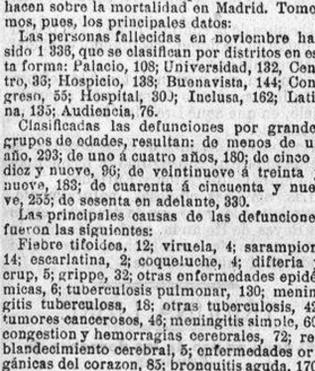 hacen sobre la mortalidad en Madrid. Tome
mos, pues, los principales datos:
Las personas fallecidas en noviembre ha
sido 1 336, que se clasifican por distritos en es
ta forma: Palacio, 108; Universidad, 132, Cen
tro, 36; Hospicio, 138; Buenavista, 144; Con
greso, 55; Hospital, 30J; Inclusa, 162; Lati
na, 135; Audiencia, 76.
Clasificadas las defunciones por grande
grupos de edades, resultan: de menos de u
año, 293; de uno á cuatro años, 180; de cinco
diez y nueve, 96; de veintinueve á treinta
nueve, 183; de cuarenta á cincuenta y nue
ve, 255; de sesenta en adelante, 330.
Las principales causas de las defuncione
fueron las siguientes:
Fiebre tifoidea, 12; viruela, 4; sarampion
14; escarlatina, 2; coqueluche, 4; difteria
crup, 5; grippe, 32; otras enfermedades epidé
micas, 6; tuberculosis pulmonar, 130; menin
gitis tuberculosa, 18; otras tuberculosis, 42
tumores cancerosos, 46; meningitis simple, 60
congestion y hemorragias cerebrales, 72; re
blandecimiento cerebral, 5; enfermedades or
gánicas del corazon, 85; bronquitis aguda, 170